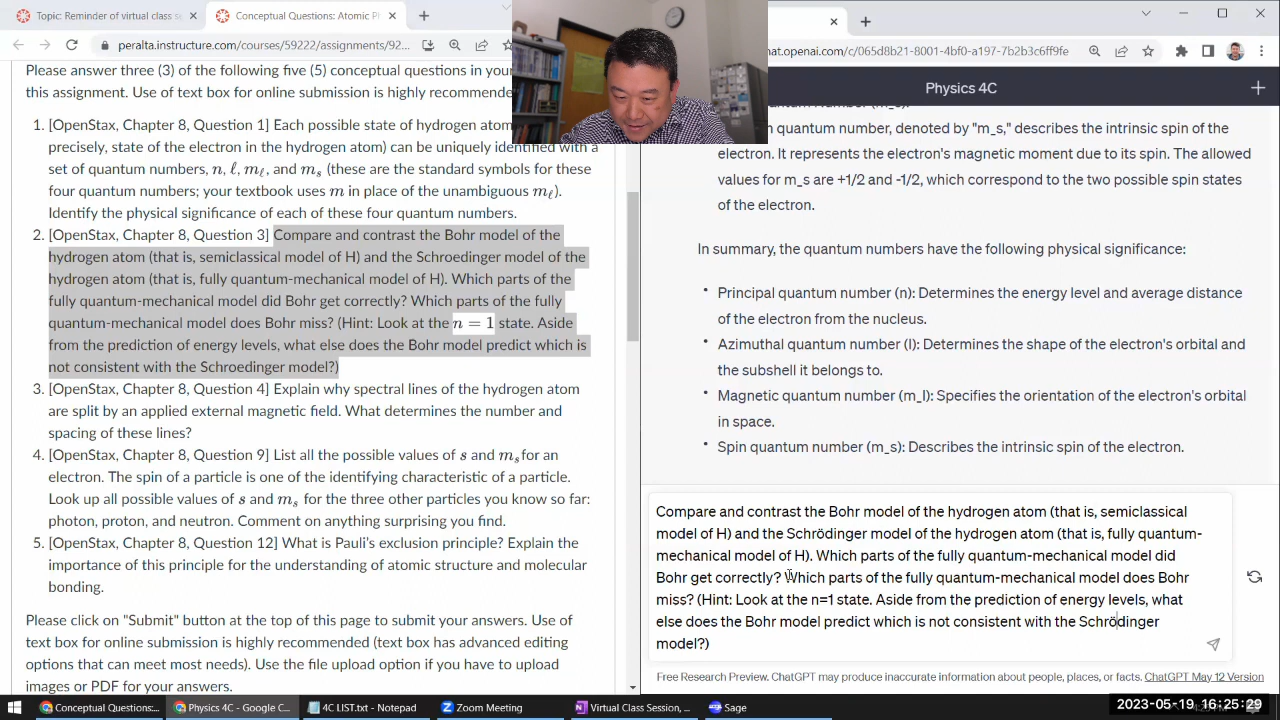 Topic: Reminder of virtual class s
Conceptual Questions: Atomic P
peralta.instructure.com/courses/59222/assignments/92...
Please answer three (3) of the following five (5) conceptual questions in your
this assignment. Use of text box for online submission is highly recommende
1. [OpenStax, Chapter 8, Question 1] Each possible state of hydrogen atom
precisely, state of the electron in the hydrogen atom) can be uniquely identified with a
set of quantum numbers, n, ℓ, mℓ, and ms (these are the standard symbols for these
four quantum numbers; your textbook uses m in place of the unambiguous mℓ).
Identify the physical significance of each of these four quantum numbers.
2. [OpenStax, Chapter 8, Question 3] Compare and contrast the Bohr model of the
hydrogen atom (that is, semiclassical model of H) and the Schroedinger model of the
hydrogen atom (that is, fully quantum-mechanical model of H). Which parts of the
fully quantum-mechanical model did Bohr get correctly? Which parts of the fully
quantum-mechanical model does Bohr miss? (Hint: Look at the n = 1 state. Aside
from the prediction of energy levels, what else does the Bohr model predict which is
not consistent with the Schroedinger model?)
3. [OpenStax, Chapter 8, Question 4] Explain why spectral lines of the hydrogen atom
are split by an applied external magnetic field. What determines the number and
spacing of these lines?
4. [OpenStax, Chapter 8, Question 9] List all the possible values of s and ms for an
electron. The spin of a particle is one of the identifying characteristic of a particle.
Look up all possible values of s and ms for the three other particles you know so far:
photon, proton, and neutron. Comment on anything surprising you find.
5. [OpenStax, Chapter 8, Question 12] What is Pauli's exclusion principle? Explain the
importance of this principle for the understanding of atomic structure and molecular
bonding.
Please click on "Submit" button at the top of this page to submit your answers. Use of
text box for online submission is highly recommended (text box has advanced editing
options that can meet most needs). Use the file upload option if you have to upload
images or PDF for your answers.
hat.openai.com/c/065d8b21-8001-4bf0-a197-7b2b3c6ff9fe
Physics 4C
quantum number, denoted by "m_s," describes the intrinsic spin of the
electron. It represents the electron's magnetic moment due to its spin. The allowed
values for m_s are +1/2 and -1/2, which correspond to the two possible spin states
of the electron.
In summary, the quantum numbers have the following physical significance:
• Principal quantum number (n): Determines the energy level and average distance
of the electron from the nucleus.
• Azimuthal quantum number (l): Determines the shape of the electron's orbital and
the subshell it belongs to.
• Magnetic quantum number (m_l): Specifies the orientation of the electron's orbital
in space.
• Spin quantum number (m_s): Describes the intrinsic spin of the electron.
Compare and contrast the Bohr model of the hydrogen atom (that is, semiclassical
model of H) and the Schrödinger model of the hydrogen atom (that is, fully quantum-
mechanical model of H). Which parts of the fully quantum-mechanical model did
Bohr get correctly? Which parts of the fully quantum-mechanical model does Bohr
miss? (Hint: Look at the n=1 state. Aside from the prediction of energy levels, what
else does the Bohr model predict which is not consistent with the Schrödinger
model?)
Free Research Preview. ChatGPT may produce inaccurate information about people, places, or facts. ChatGPT May 12 Version
Conceptual Questions:...
Physics 4C - Google C...
4C LIST.txt - Notepad
Zoom Meeting
Virtual Class Session, ...
Sage
2023-05-19 16:25:29